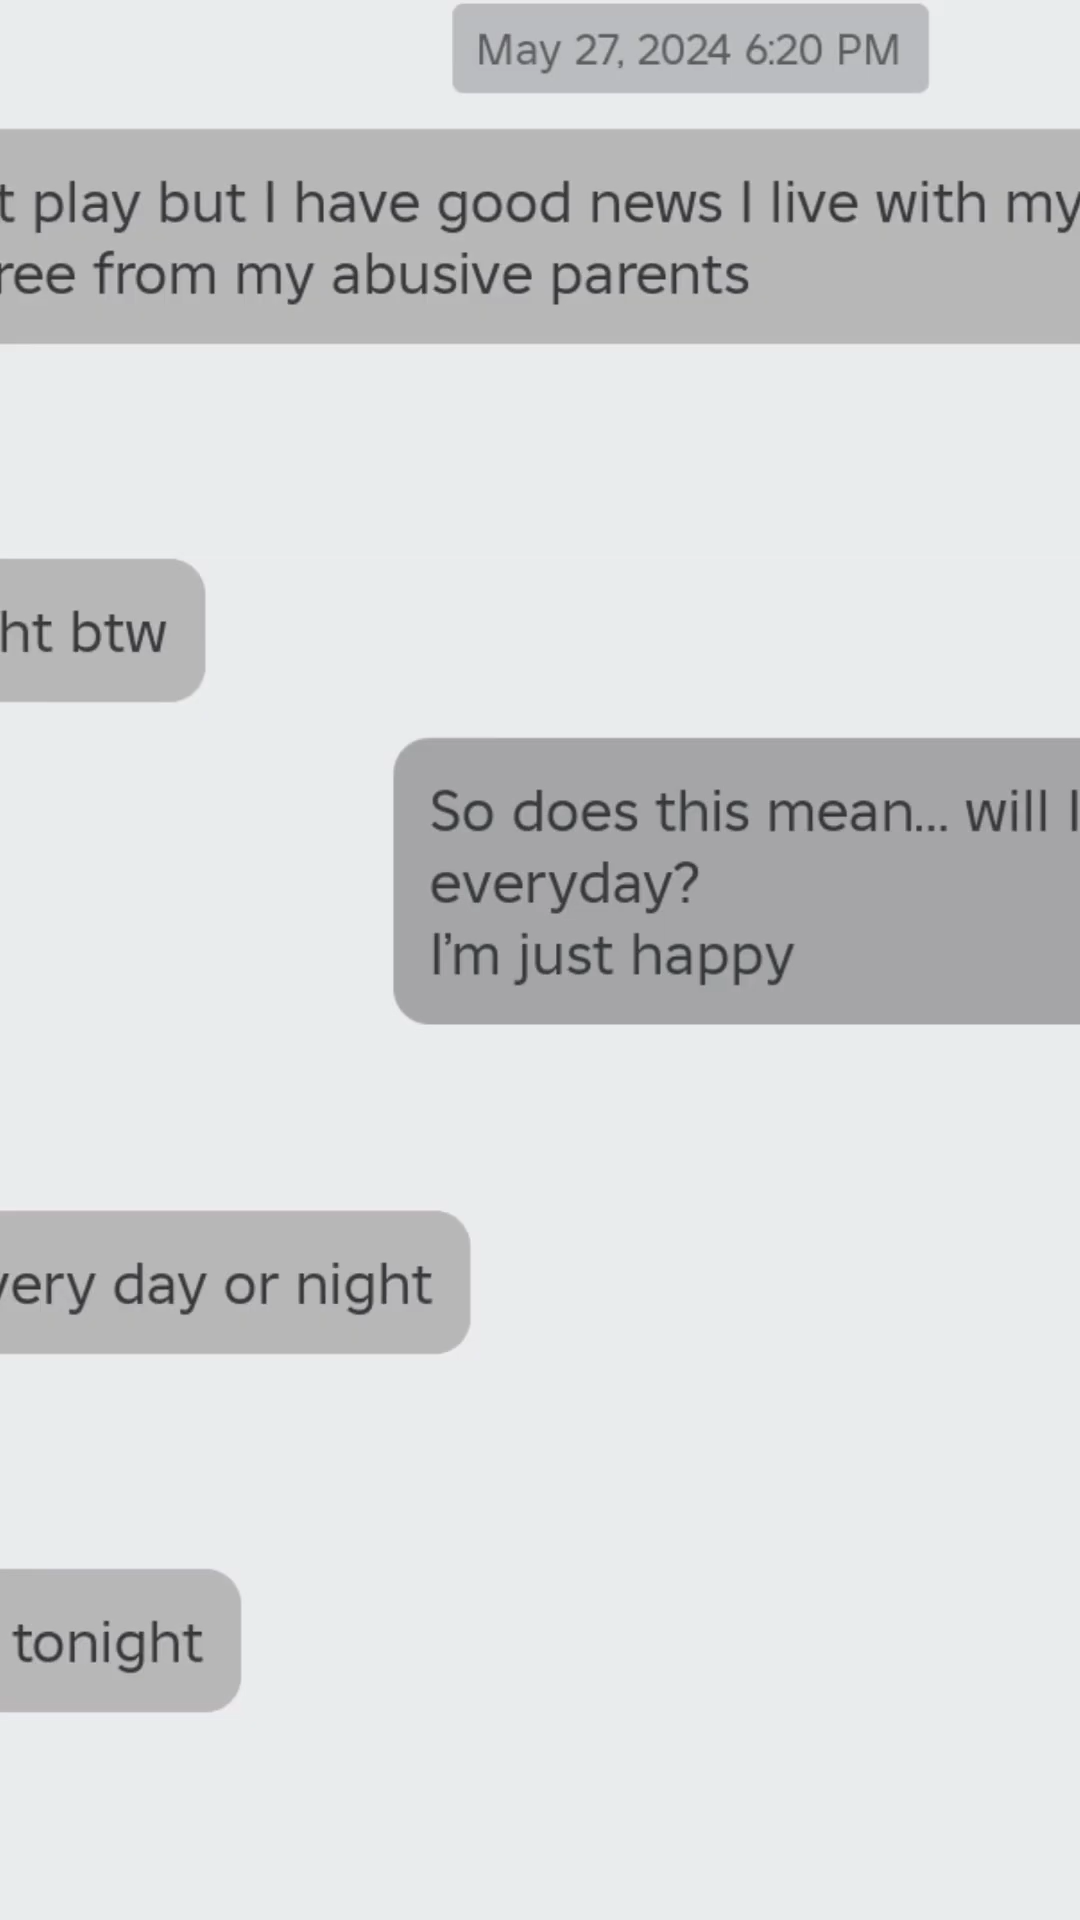 May 27, 2024 6:20 PM
t play but I have good news I live with my
ree from my abusive parents
ht btw
So does this mean... will I
everyday?
I'm just happy
very day or night
tonight